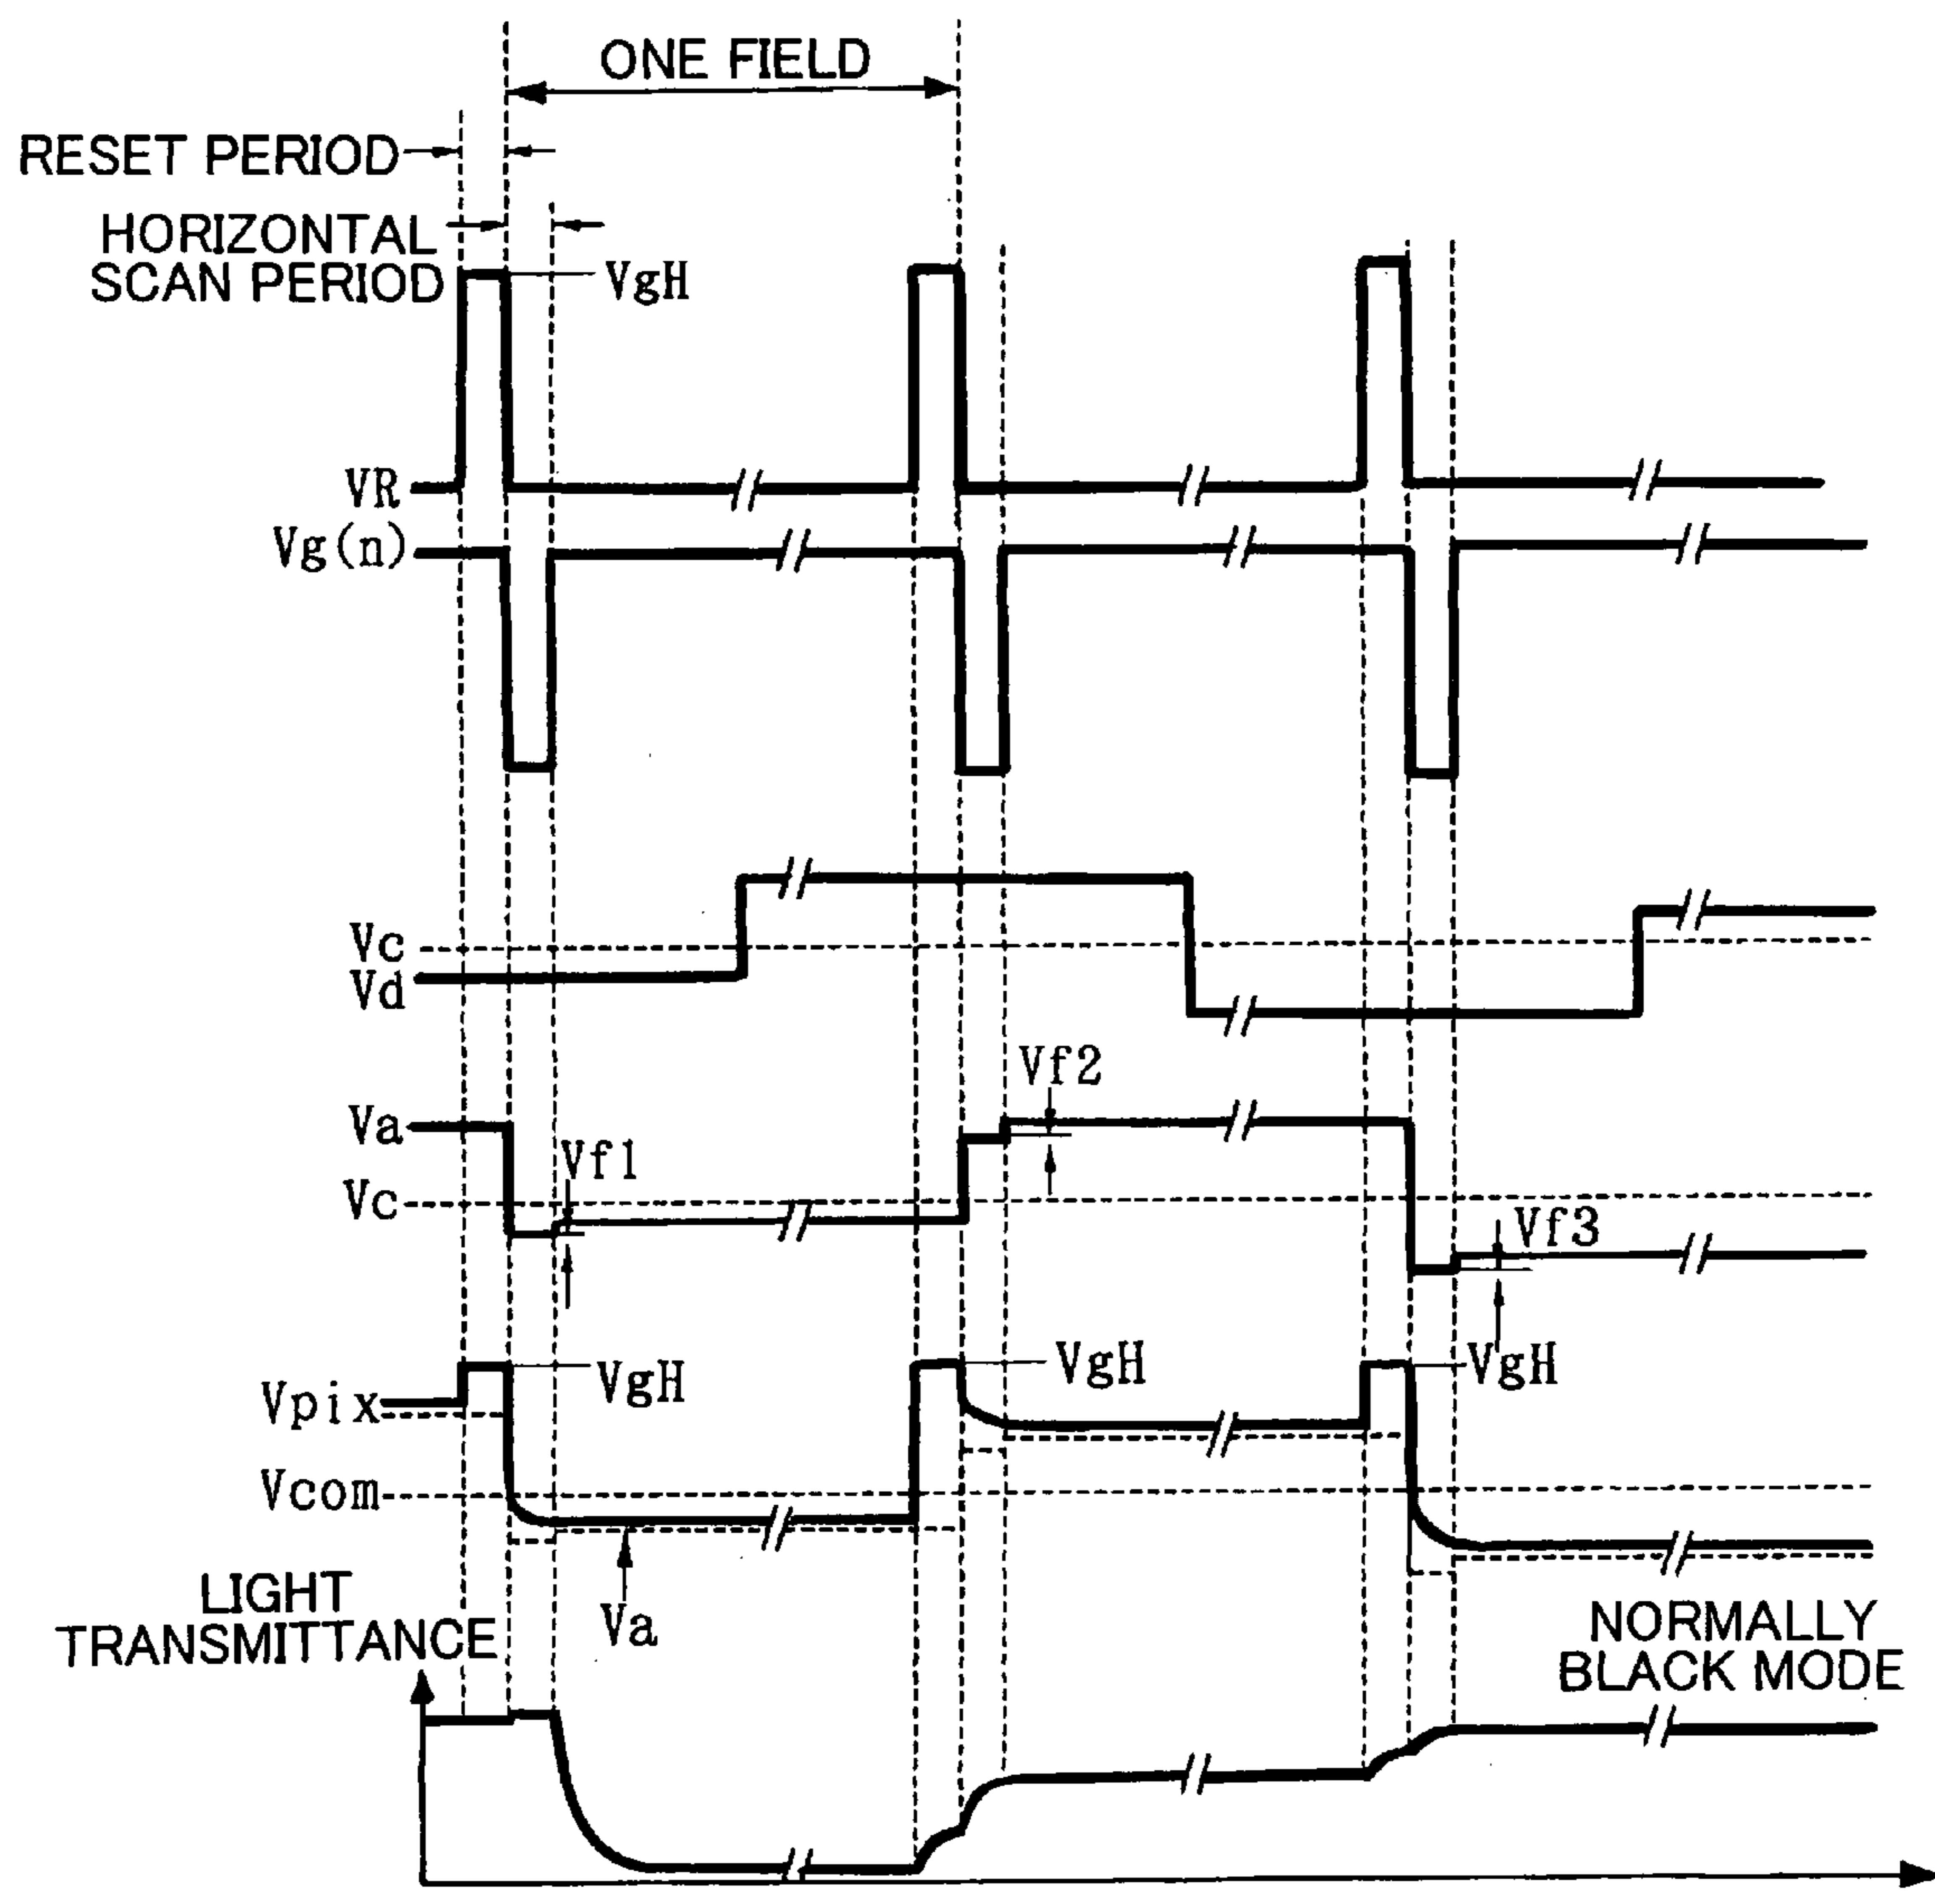 ONE FIELD
RESET PERIOD
HORIZONTAL
SCAN PERIOD
VgH
VR
Vg(n)
Vc
Vd
Vf2
Va
Vf1
Vc
Vf3
VgH
VgH
VgH
Vpix
Vcom
Va
LIGHT
TRANSMITTANCE
NORMALLY
BLACK MODE